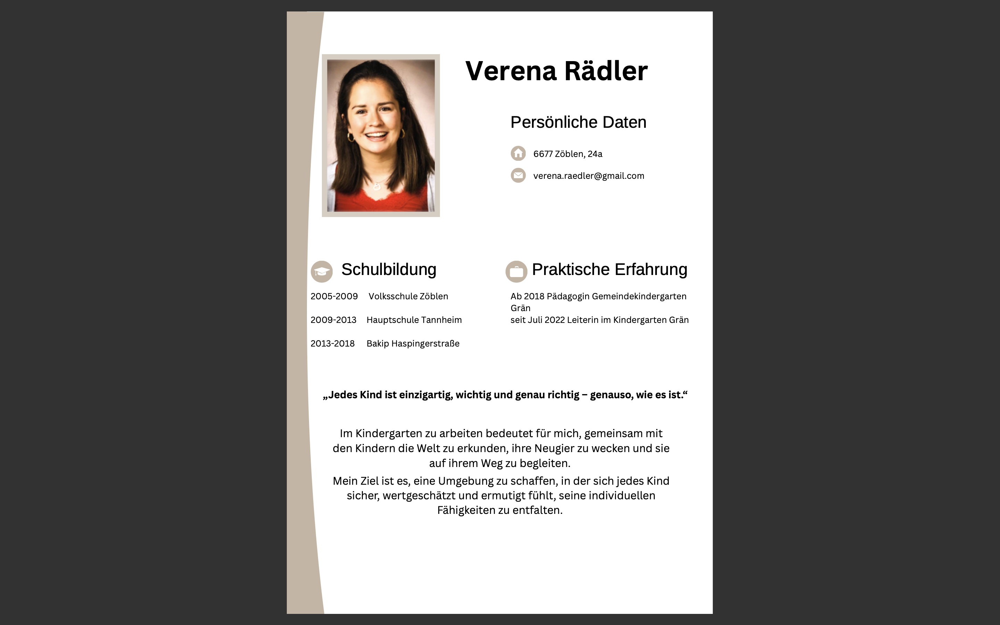 Verena Rädler
Persönliche Daten
6677 Zöblen, 24a
verena.raedler@gmail.com
Schulbildung
2005-2009 Volksschule Zöblen
2009-2013 Hauptschule Tannheim
2013-2018 Bakip Haspingerstraße
Praktische Erfahrung
Ab 2018 Pädagogin Gemeindekindergarten
Grän
seit Juli 2022 Leiterin im Kindergarten Grän
„Jedes Kind ist einzigartig, wichtig und genau richtig – genauso, wie es ist.“
Im Kindergarten zu arbeiten bedeutet für mich, gemeinsam mit
den Kindern die Welt zu erkunden, ihre Neugier zu wecken und sie
auf ihrem Weg zu begleiten.
Mein Ziel ist es, eine Umgebung zu schaffen, in der sich jedes Kind
sicher, wertgeschätzt und ermutigt fühlt, seine individuellen
Fähigkeiten zu entfalten.